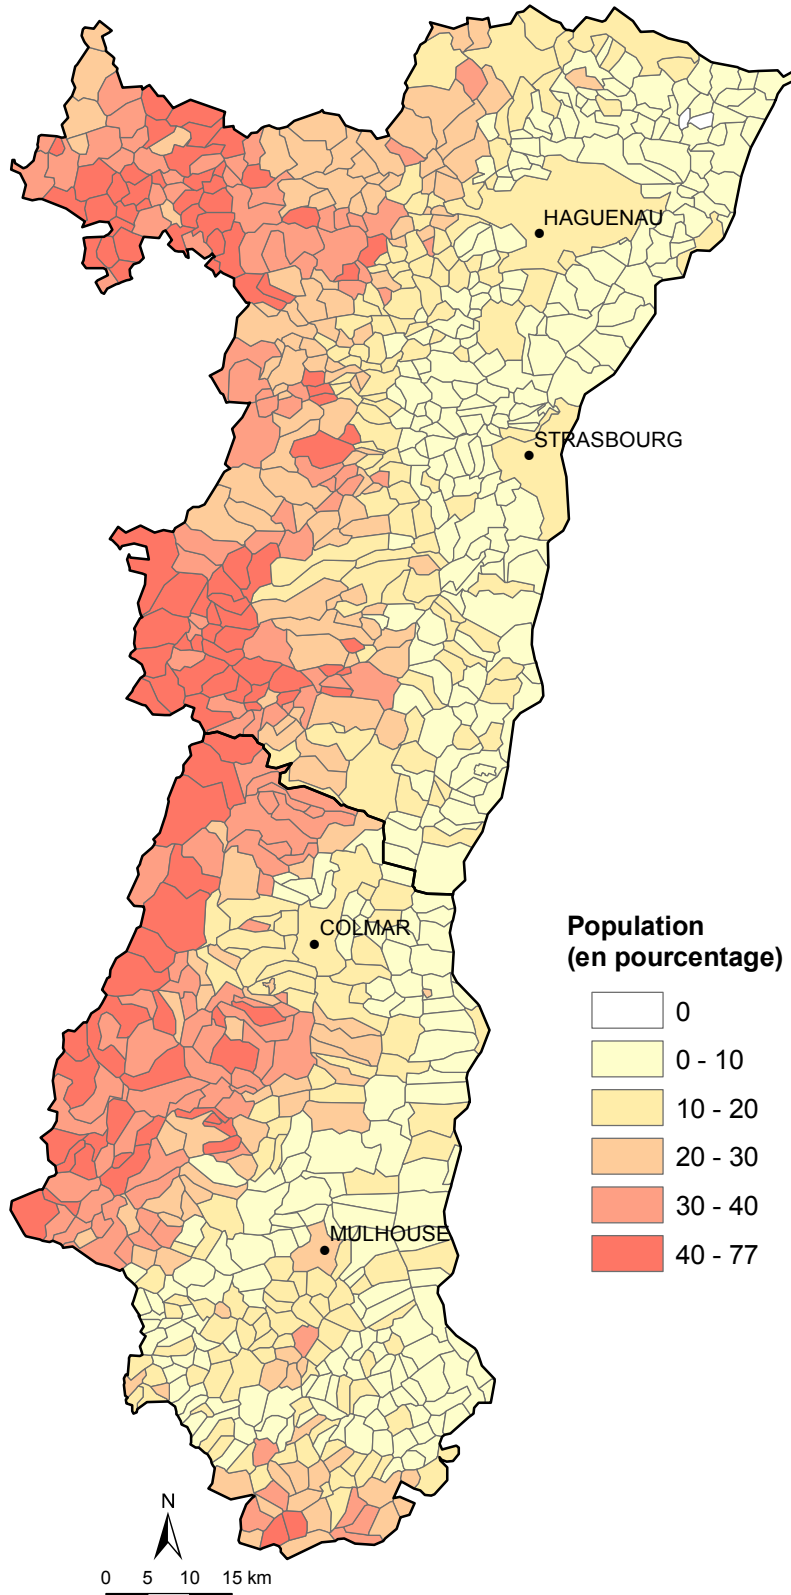 HAGUENAU
STRASBOURG
COLMAR
Population
(en pourcentage)
0
0 - 10
10 - 20
20 - 30
30 - 40
40 - 77
MULHOUSE
N
0 5 10 15 km